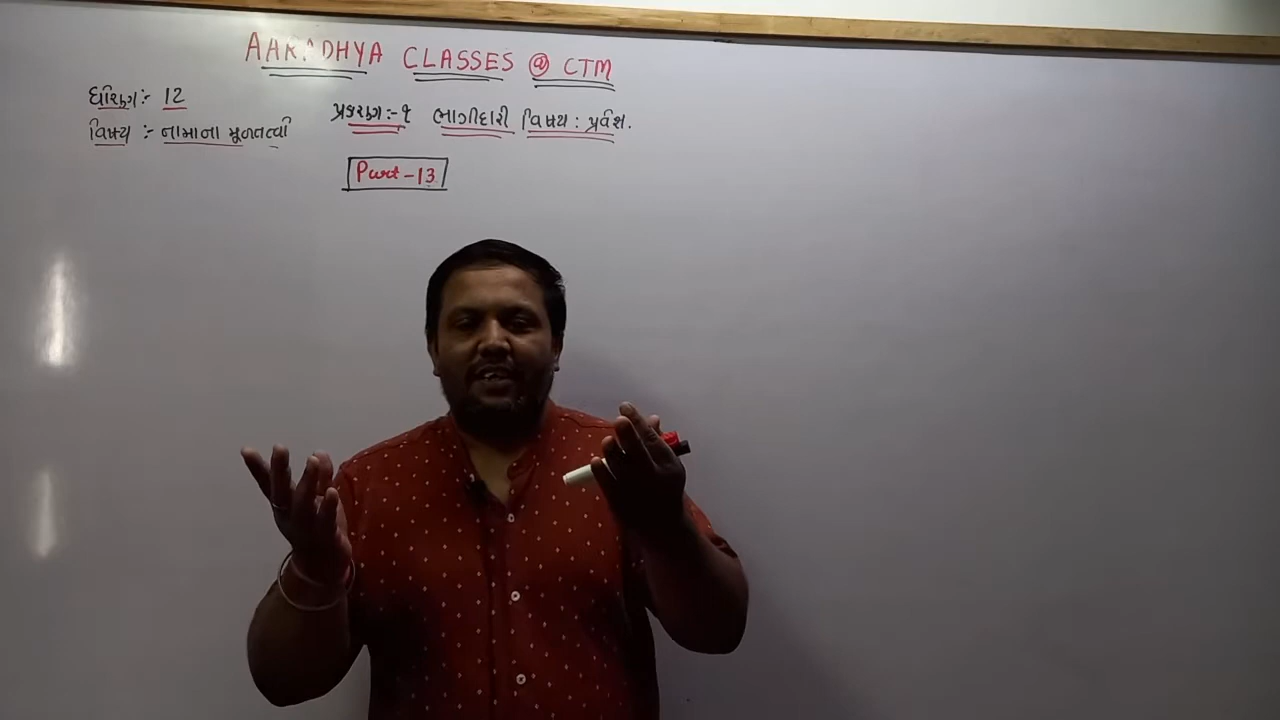 AARADHYA CLASSES @ CTM
ધોરણ :- 12
વિષય :- નામાના મૂળતત્વો
પ્રકરણ :- ૧ ભાગીદારી વિષય : પ્રવેશ.
Part-13